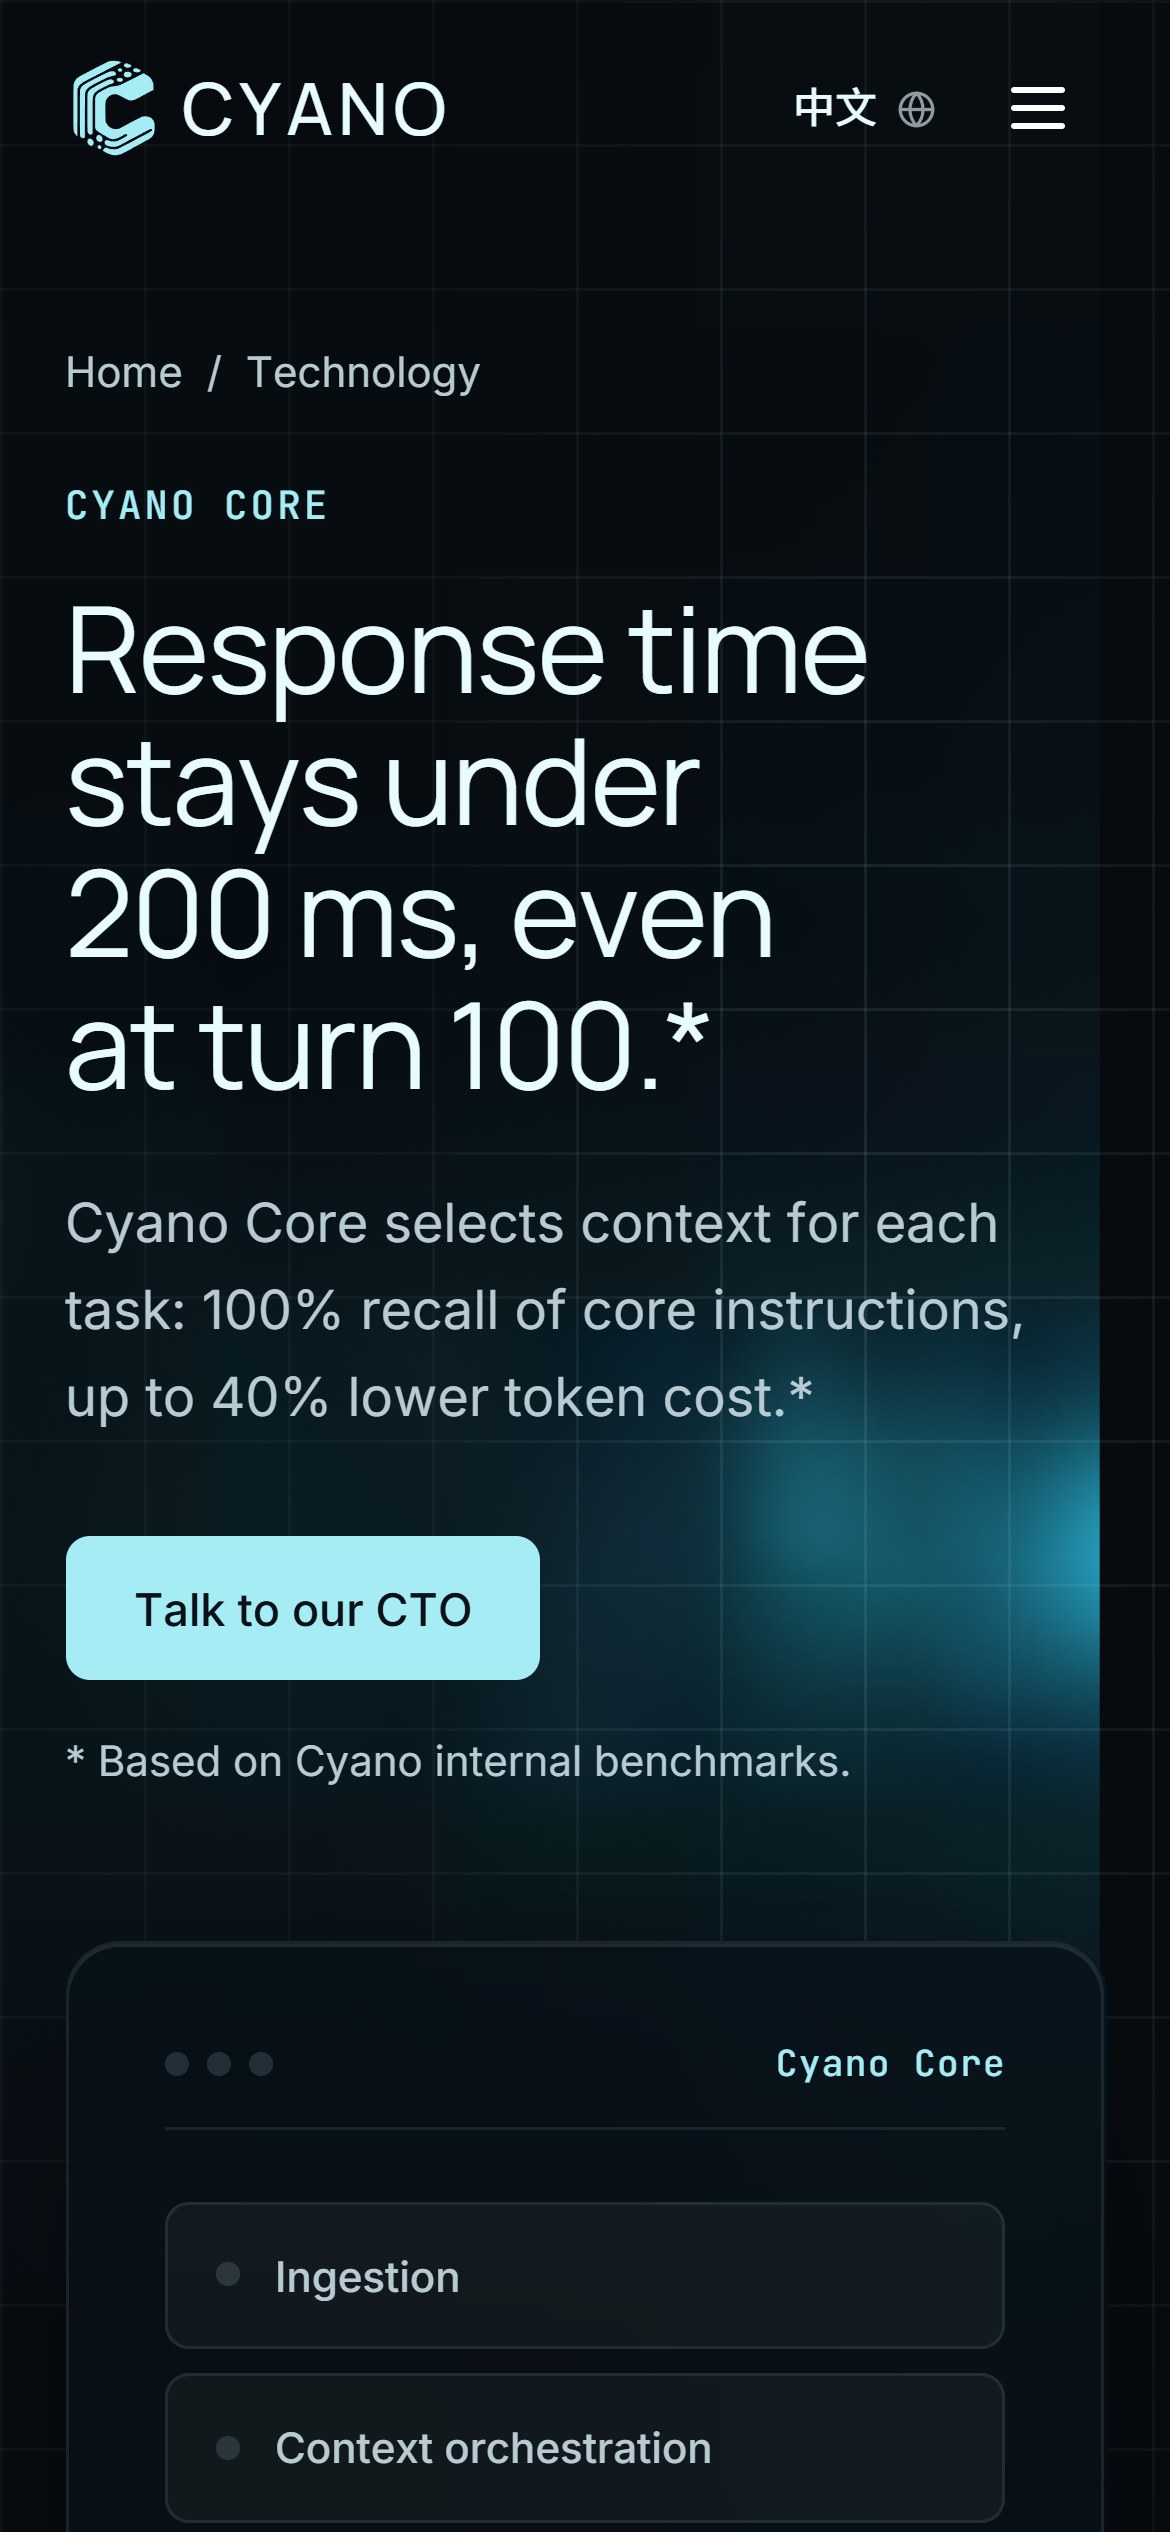 CYANO
中文
Home / Technology
CYANO CORE
Response time
stays under
200 ms, even
at turn 100.*
Cyano Core selects context for each
task: 100% recall of core instructions,
up to 40% lower token cost.*
Talk to our CTO
* Based on Cyano internal benchmarks.
Cyano Core
Ingestion
Context orchestration